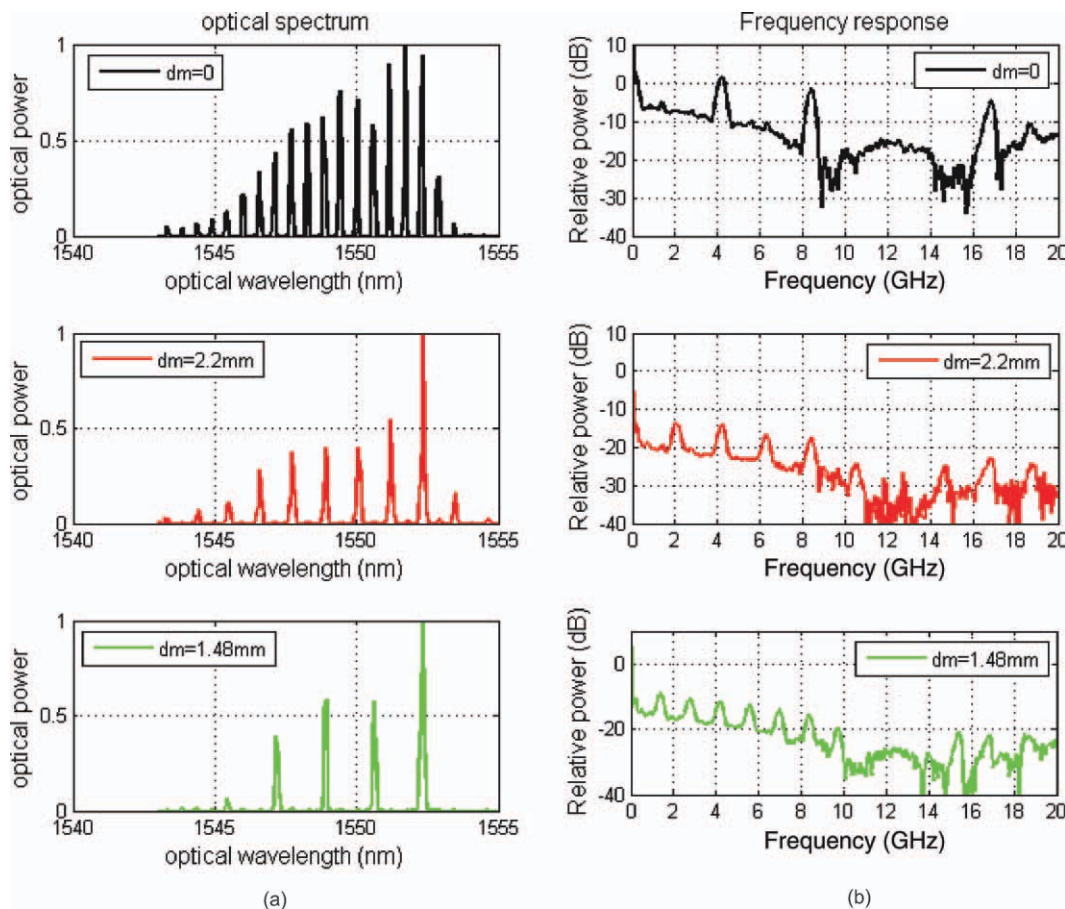 optical spectrum
optical power
1
0.5
0
dm=0
1540 1545 1550 1555
optical wavelength (nm)
Frequency response
Relative power (dB)
10
0
-10
-20
-30
-40
dm=0
0 2 4 6 8 10 12 14 16 18 20
Frequency (GHz)
optical power
1
0.5
0
dm=2.2mm
1540 1545 1550 1555
optical wavelength (nm)
Relative power (dB)
10
0
-10
-20
-30
-40
dm=2.2mm
0 2 4 6 8 10 12 14 16 18 20
Frequency (GHz)
optical power
1
0.5
0
dm=1.48mm
1540 1545 1550 1555
optical wavelength (nm)
Relative power (dB)
0
-20
-40
dm=1.48mm
0 2 4 6 8 10 12 14 16 18 20
Frequency (GHz)
(a)
(b)